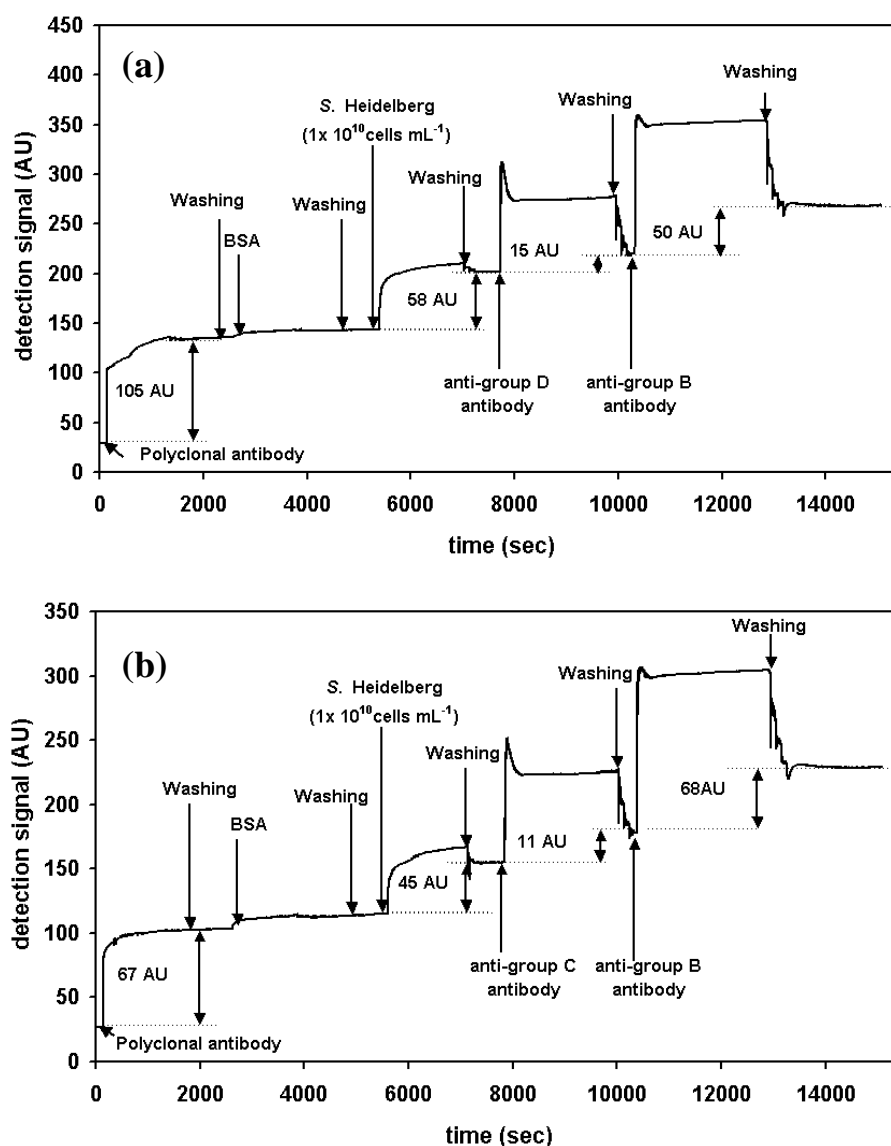 450
400
350
300
250
200
150
100
50
0
detection signal (AU)
(a)
Washing
S. Heidelberg
(1x 10¹⁰cells mL⁻¹)
Washing
Washing
Washing
Washing
BSA
50 AU
15 AU
58 AU
105 AU
anti-group D
antibody
anti-group B
antibody
Polyclonal antibody
0
2000
4000
6000
8000
10000
12000
14000
time (sec)
350
300
250
200
150
100
50
0
detection signal (AU)
(b)
Washing
S. Heidelberg
(1x 10¹⁰cells mL⁻¹)
Washing
Washing
Washing
Washing
BSA
68AU
11 AU
45 AU
67 AU
anti-group C
antibody
anti-group B
antibody
Polyclonal antibody
0
2000
4000
6000
8000
10000
12000
14000
time (sec)